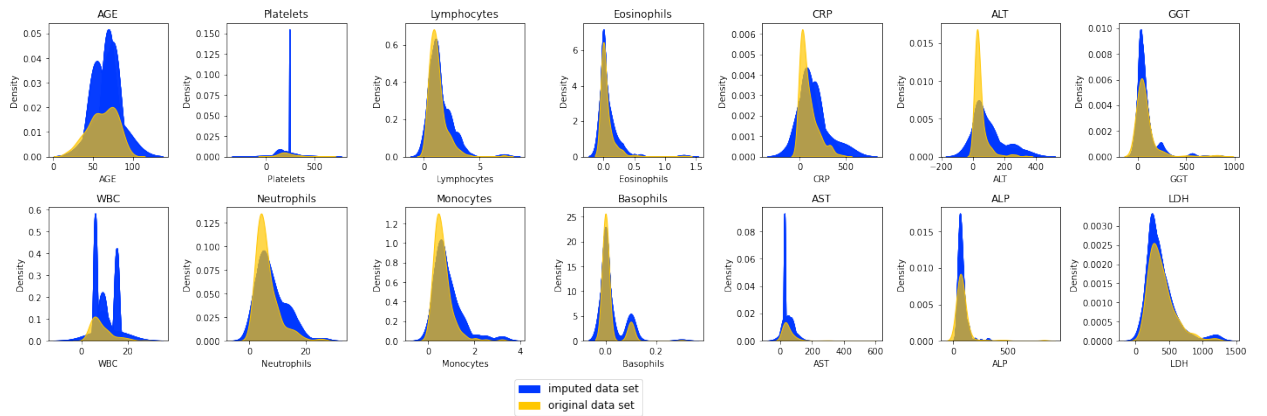 AGE
Density
0.05
0.04
0.03
0.02
0.01
0.00
0
50
100
AGE
Platelets
Density
0.150
0.125
0.100
0.075
0.050
0.025
0.000
0
500
Platelets
Lymphocytes
Density
0.6
0.4
0.2
0.0
0
5
Lymphocytes
Eosinophils
Density
6
4
2
0
0.0
0.5
1.0
1.5
Eosinophils
CRP
Density
0.006
0.005
0.004
0.003
0.002
0.001
0.000
0
500
CRP
ALT
Density
0.015
0.010
0.005
0.000
−200
0
200
400
ALT
GGT
Density
0.010
0.008
0.006
0.004
0.002
0.000
0
500
1000
GGT
WBC
Density
0.6
0.5
0.4
0.3
0.2
0.1
0.0
0
20
WBC
Neutrophils
Density
0.125
0.100
0.075
0.050
0.025
0.000
0
20
Neutrophils
Monocytes
Density
1.2
1.0
0.8
0.6
0.4
0.2
0.0
0
2
4
Monocytes
Basophils
Density
25
20
15
10
5
0
0.0
0.2
Basophils
AST
Density
0.08
0.06
0.04
0.02
0.00
0
200
400
600
AST
ALP
Density
0.015
0.010
0.005
0.000
0
500
ALP
LDH
Density
0.0030
0.0025
0.0020
0.0015
0.0010
0.0005
0.0000
0
500
1000
1500
LDH
imputed data set
original data set